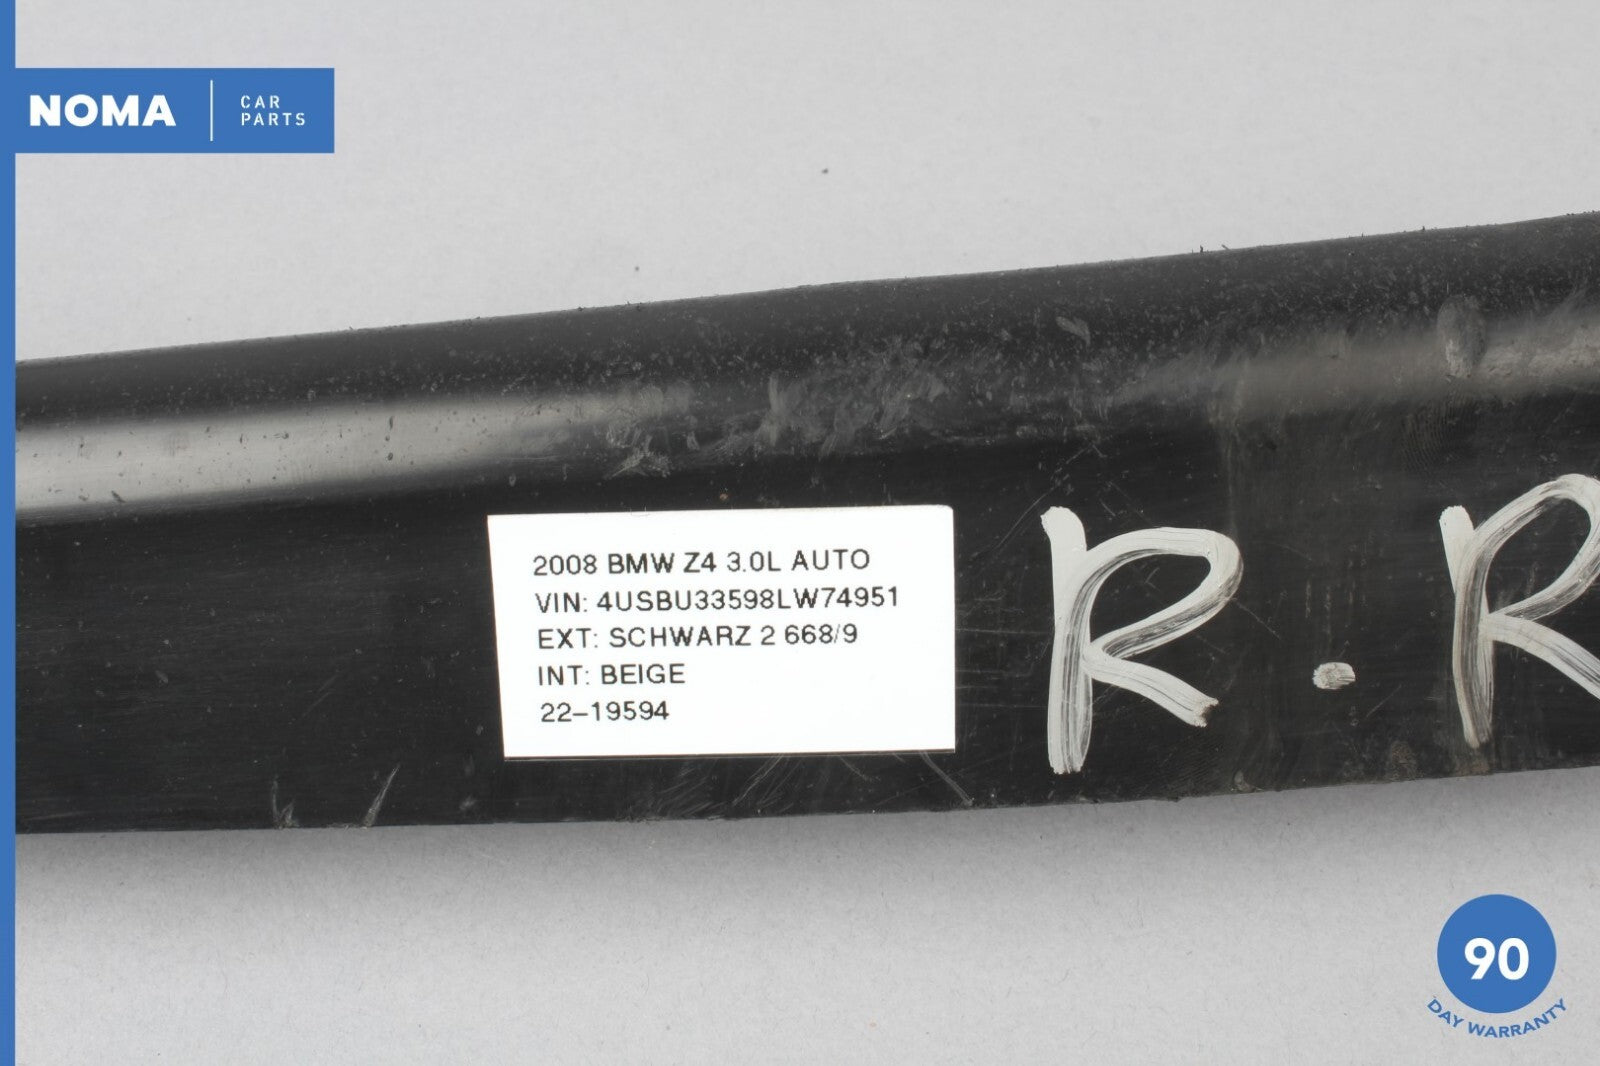 NOMA
CAR
PARTS
2008 BMW Z4 3.0L AUTO
VIN: 4USBU33598LW74951
EXT: SCHWARZ 2 668/9
INT: BEIGE
22-19594
R.R
90
DAY WARRANTY